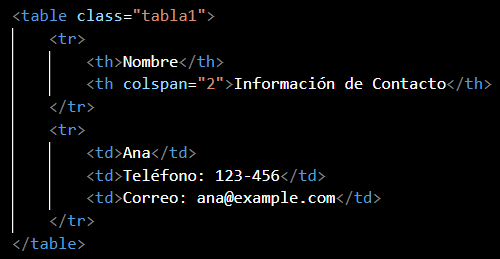 <table class="tabla1">
    <tr>
        <th>Nombre</th>
        <th colspan="2">Información de Contacto</th>
    </tr>
    <tr>
        <td>Ana</td>
        <td>Teléfono: 123-456</td>
        <td>Correo: ana@example.com</td>
    </tr>
</table>